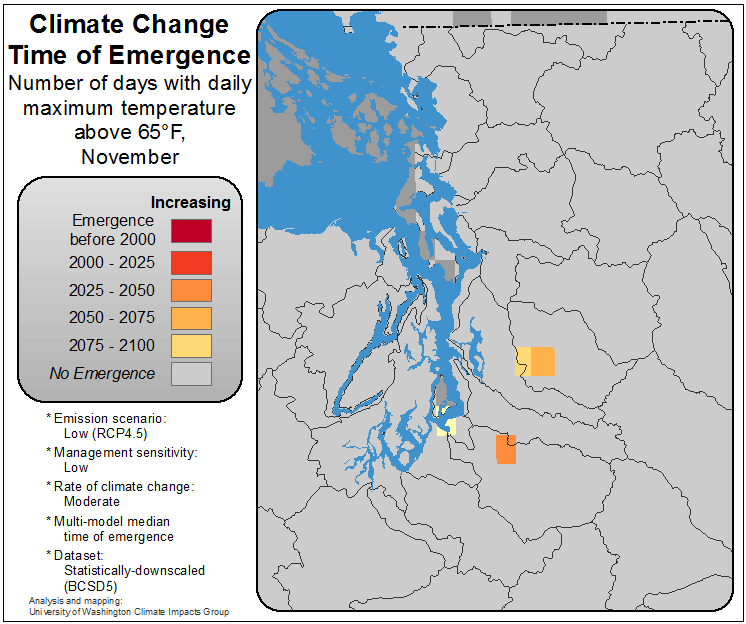 Climate Change
Time of Emergence
Number of days with daily
maximum temperature
above 65°F,
November
Increasing
Emergence
before 2000
2000 - 2025
2025 - 2050
2050 - 2075
2075 - 2100
No Emergence
* Emission scenario:
Low (RCP4.5)
* Management sensitivity:
Low
* Rate of climate change:
Moderate
* Multi-model median
time of emergence
* Dataset:
Statistically-downscaled
(BCSD5)
Analysis and mapping:
University of Washington Climate Impacts Group